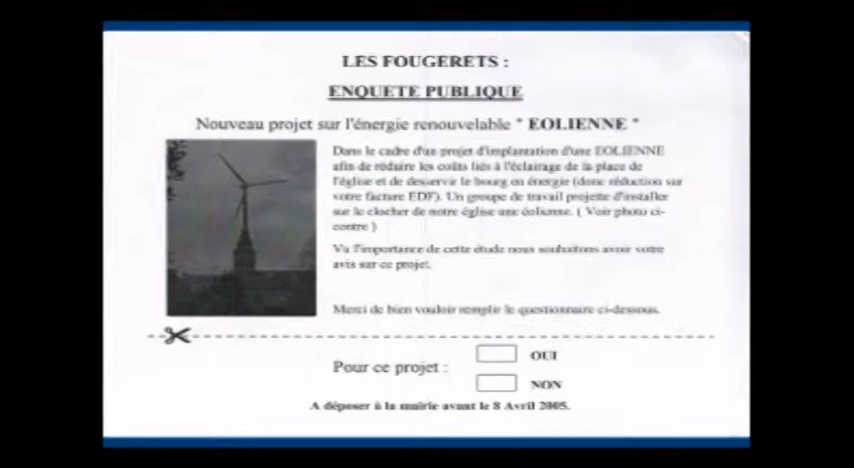 LES FOUGERETS :
ENQUETE PUBLIQUE
Nouveau projet sur l'énergie renouvelable " EOLIENNE "
Dans le cadre d'un projet d'implantation d'une EOLIENNE
afin de réduire les coûts liés à l'éclairage de la place de
l'église et de desservir le bourg en énergie (donc réduction sur
votre facture EDF). Un groupe de travail projette d'installer
sur le clocher de notre église une éolienne. ( Voir photo ci-
contre )
Vu l'importance de cette étude nous souhaitons avoir votre
avis sur ce projet.
Merci de bien vouloir remplir le questionnaire ci-dessous.
Pour ce projet :
OUI
NON
A déposer à la mairie avant le 8 Avril 2005.